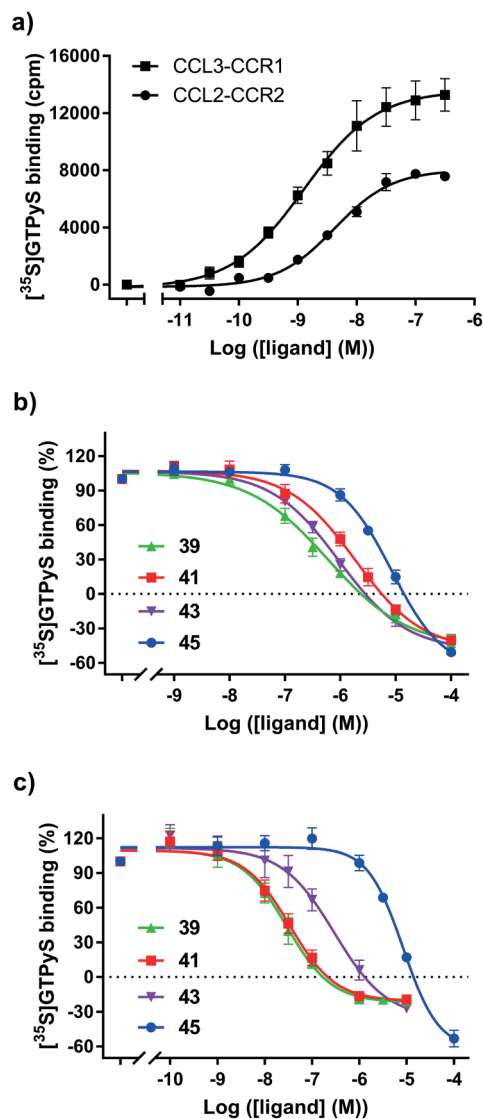 a)
16000
12000
8000
4000
0
[³⁵S]GTPyS binding (cpm)
CCL3-CCR1
CCL2-CCR2
-11 -10 -9 -8 -7 -6
Log ([ligand] (M))
b)
120
90
60
30
0
-30
-60
[³⁵S]GTPyS binding (%)
39
41
43
45
-9 -8 -7 -6 -5 -4
Log ([ligand] (M))
c)
120
90
60
30
0
-30
-60
[³⁵S]GTPyS binding (%)
39
41
43
45
-10 -9 -8 -7 -6 -5 -4
Log ([ligand] (M))